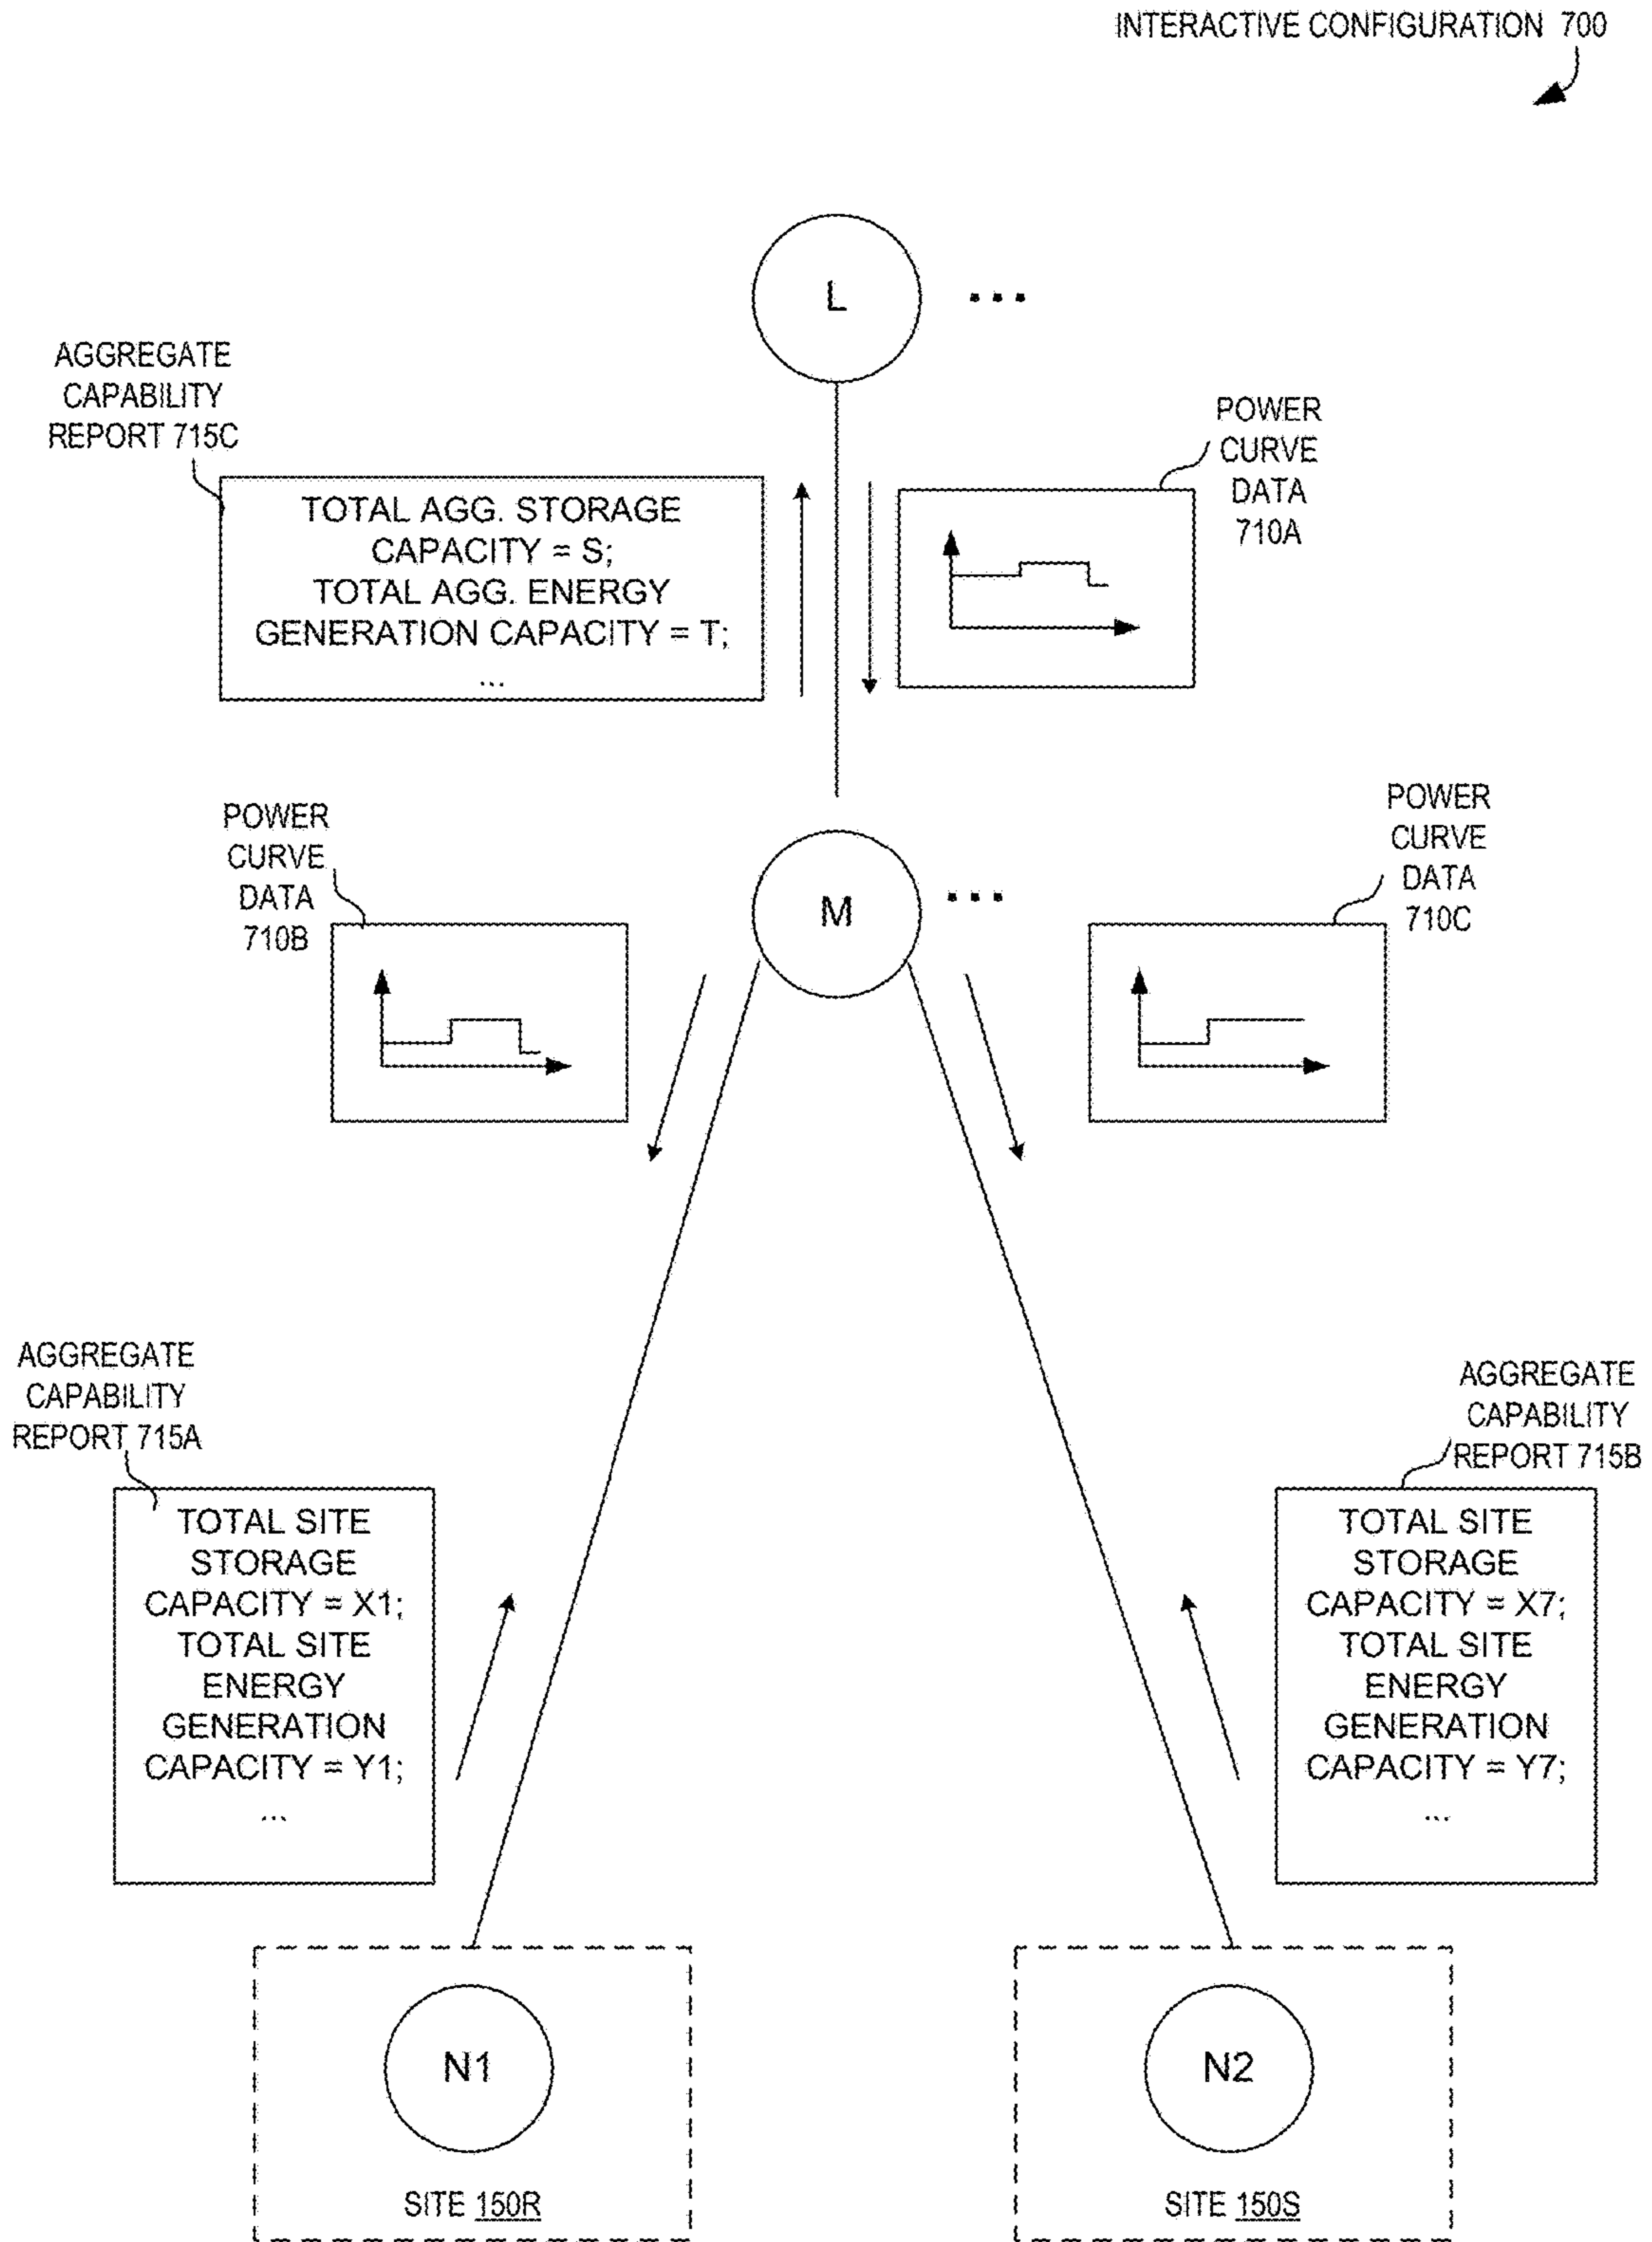 INTERACTIVE CONFIGURATION 700
L
...
AGGREGATE
CAPABILITY
REPORT 715C
TOTAL AGG. STORAGE
CAPACITY = S;
TOTAL AGG. ENERGY
GENERATION CAPACITY = T;
...
POWER
CURVE
DATA
710A
POWER
CURVE
DATA
710B
M
...
POWER
CURVE
DATA
710C
AGGREGATE
CAPABILITY
REPORT 715A
TOTAL SITE
STORAGE
CAPACITY = X1;
TOTAL SITE
ENERGY
GENERATION
CAPACITY = Y1;
...
AGGREGATE
CAPABILITY
REPORT 715B
TOTAL SITE
STORAGE
CAPACITY = X7;
TOTAL SITE
ENERGY
GENERATION
CAPACITY = Y7;
...
N1
SITE 150R
N2
SITE 150S